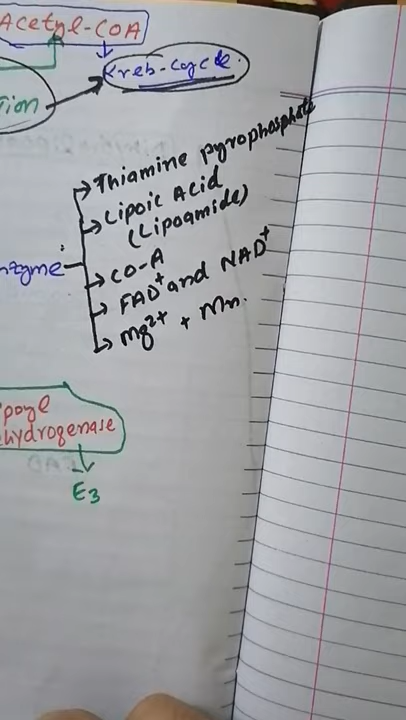 Acetyl-COA
Kreb-Cycle
tion
Thiamine pyrophosphate
Lipoic Acid
(Lipoamide)
nzyme
CO-A
FAD+ and NAD+
Mg2+ + Mn.
poyl
hydrogenase
E3